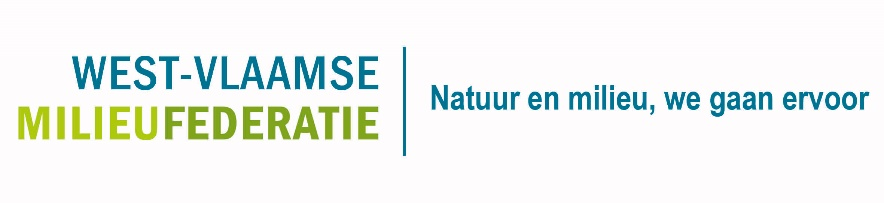 WEST-VLAAMSE
MILIEUFEDERATIE
Natuur en milieu, we gaan ervoor